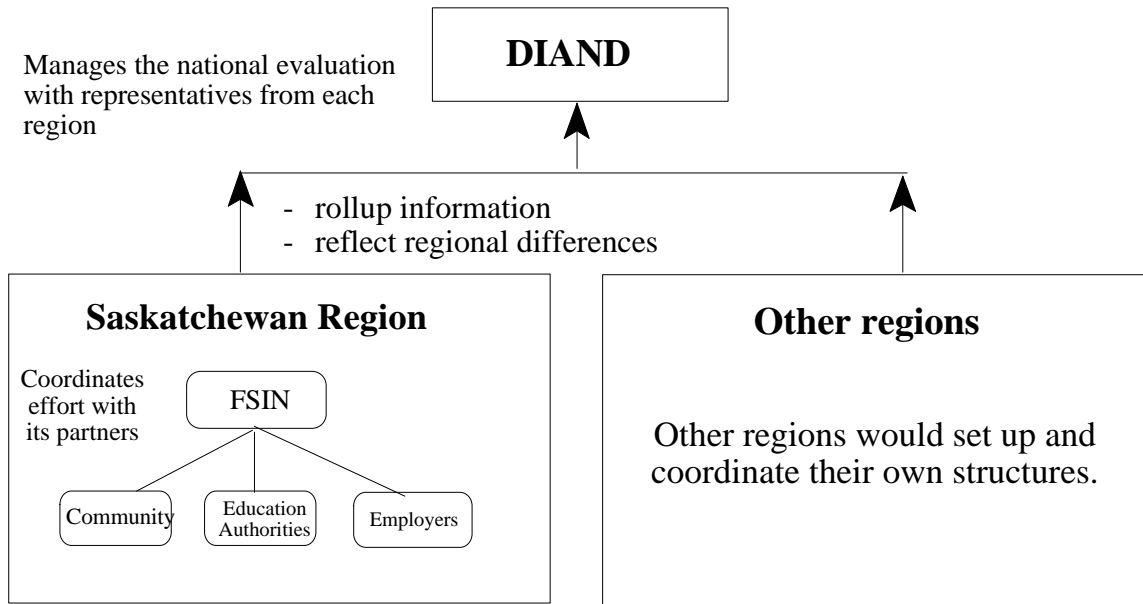 DIAND
Manages the national evaluation
with representatives from each
region
- rollup information
- reflect regional differences
Saskatchewan Region
Coordinates
effort with
its partners
FSIN
Community
Education
Authorities
Employers
Other regions
Other regions would set up and
coordinate their own structures.